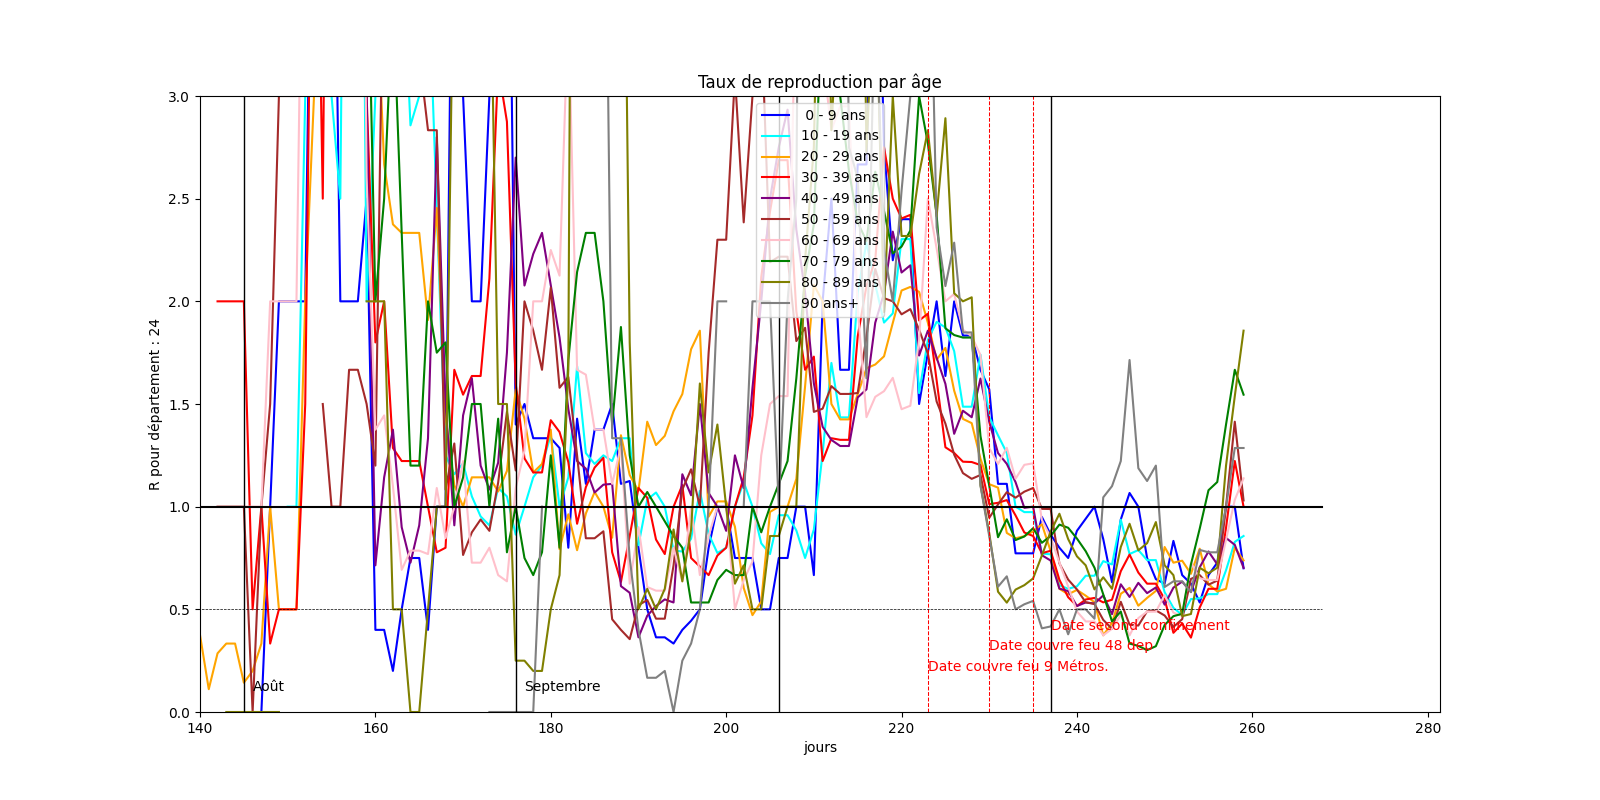 Taux de reproduction par âge
3.0
2.5
2.0
1.5
1.0
0.5
0.0
R pour département : 24
0 - 9 ans
10 - 19 ans
20 - 29 ans
30 - 39 ans
40 - 49 ans
50 - 59 ans
60 - 69 ans
70 - 79 ans
80 - 89 ans
90 ans+
Date second confinement
Date couvre feu 48 dep
Date couvre feu 9 Métros.
Août
Septembre
140
160
180
200
220
240
260
280
jours